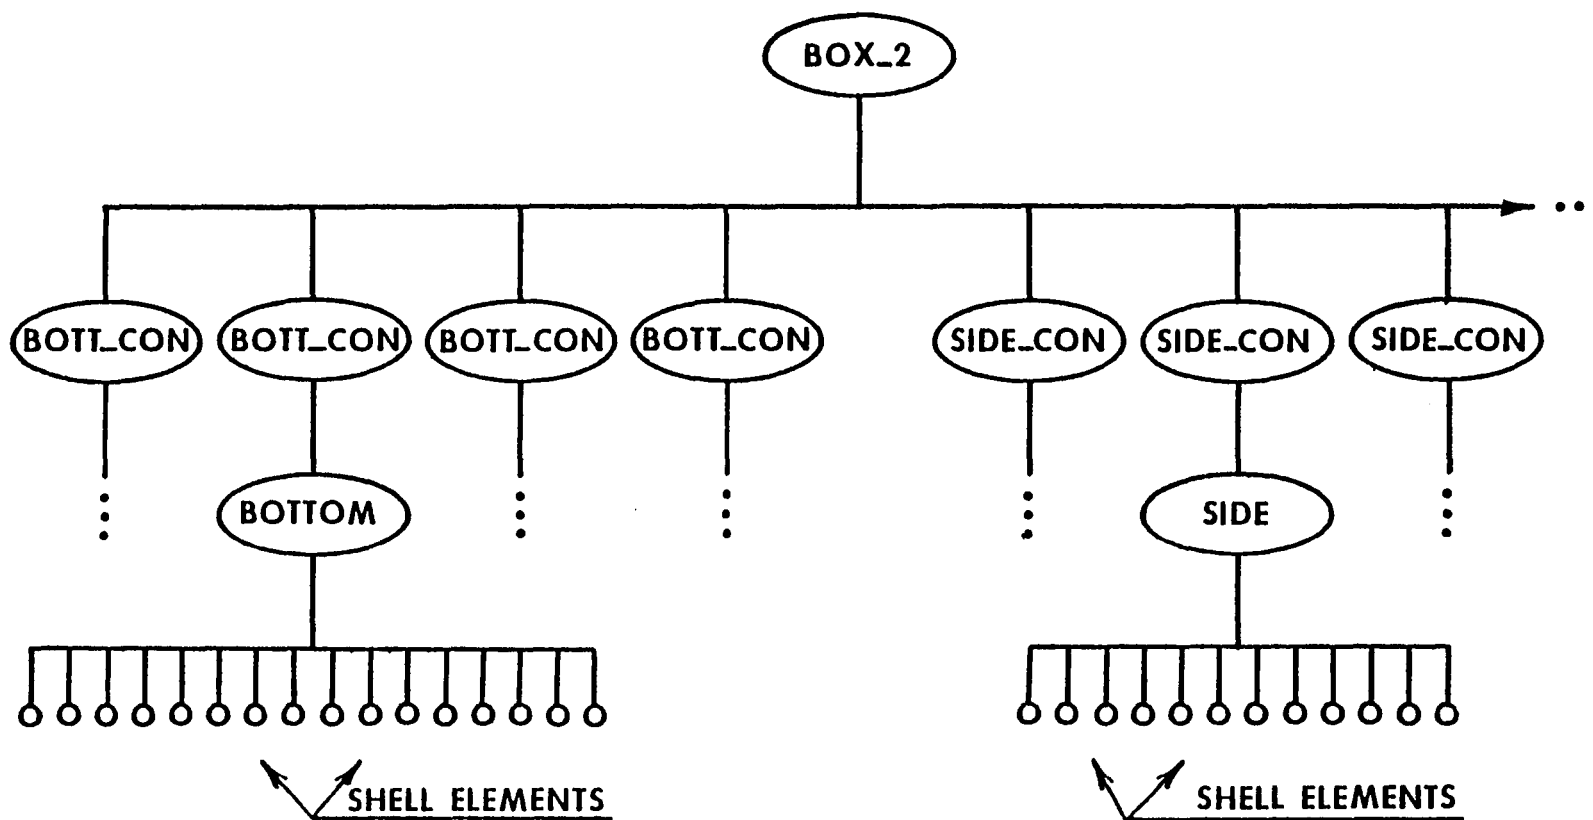 BOX_2
BOTT_CON BOTT_CON BOTT_CON BOTT_CON SIDE_CON SIDE_CON SIDE_CON
BOTTOM SIDE
SHELL ELEMENTS SHELL ELEMENTS